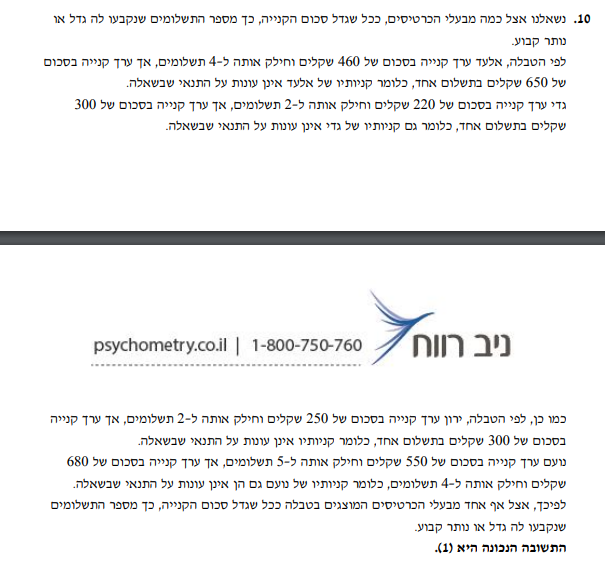 10. נשאלנו אצל כמה מבעלי הכרטיסים, ככל שגדל סכום הקנייה, כך מספר התשלומים שנקבעו לה גדל או
נותר קבוע.
לפי הטבלה, אלעד ערך קנייה בסכום של 460 שקלים וחילק אותה ל-4 תשלומים, אך ערך קנייה בסכום
של 650 שקלים בתשלום אחד, כלומר קניותיו של אלעד אינן עונות על התנאי שבשאלה.
גדי ערך קנייה בסכום של 220 שקלים וחילק אותה ל-2 תשלומים, אך ערך קנייה בסכום של 300
שקלים בתשלום אחד, כלומר גם קניותיו של גדי אינן עונות על התנאי שבשאלה.
ניב רווח
psychometry.co.il | 1-800-750-760
כמו כן, לפי הטבלה, ירון ערך קנייה בסכום של 250 שקלים וחילק אותה ל-2 תשלומים, אך ערך קנייה
בסכום של 300 שקלים בתשלום אחד, כלומר קניותיו אינן עונות על התנאי שבשאלה.
נועם ערך קנייה בסכום של 550 שקלים וחילק אותה ל-5 תשלומים, אך ערך קנייה בסכום של 680
שקלים וחילק אותה ל-4 תשלומים, כלומר קניותיו של נועם גם הן אינן עונות על התנאי שבשאלה.
לפיכך, אצל אף אחד מבעלי הכרטיסים המוצגים בטבלה ככל שגדל סכום הקנייה, כך מספר התשלומים
שנקבעו לה גדל או נותר קבוע.
התשובה הנכונה היא (1).